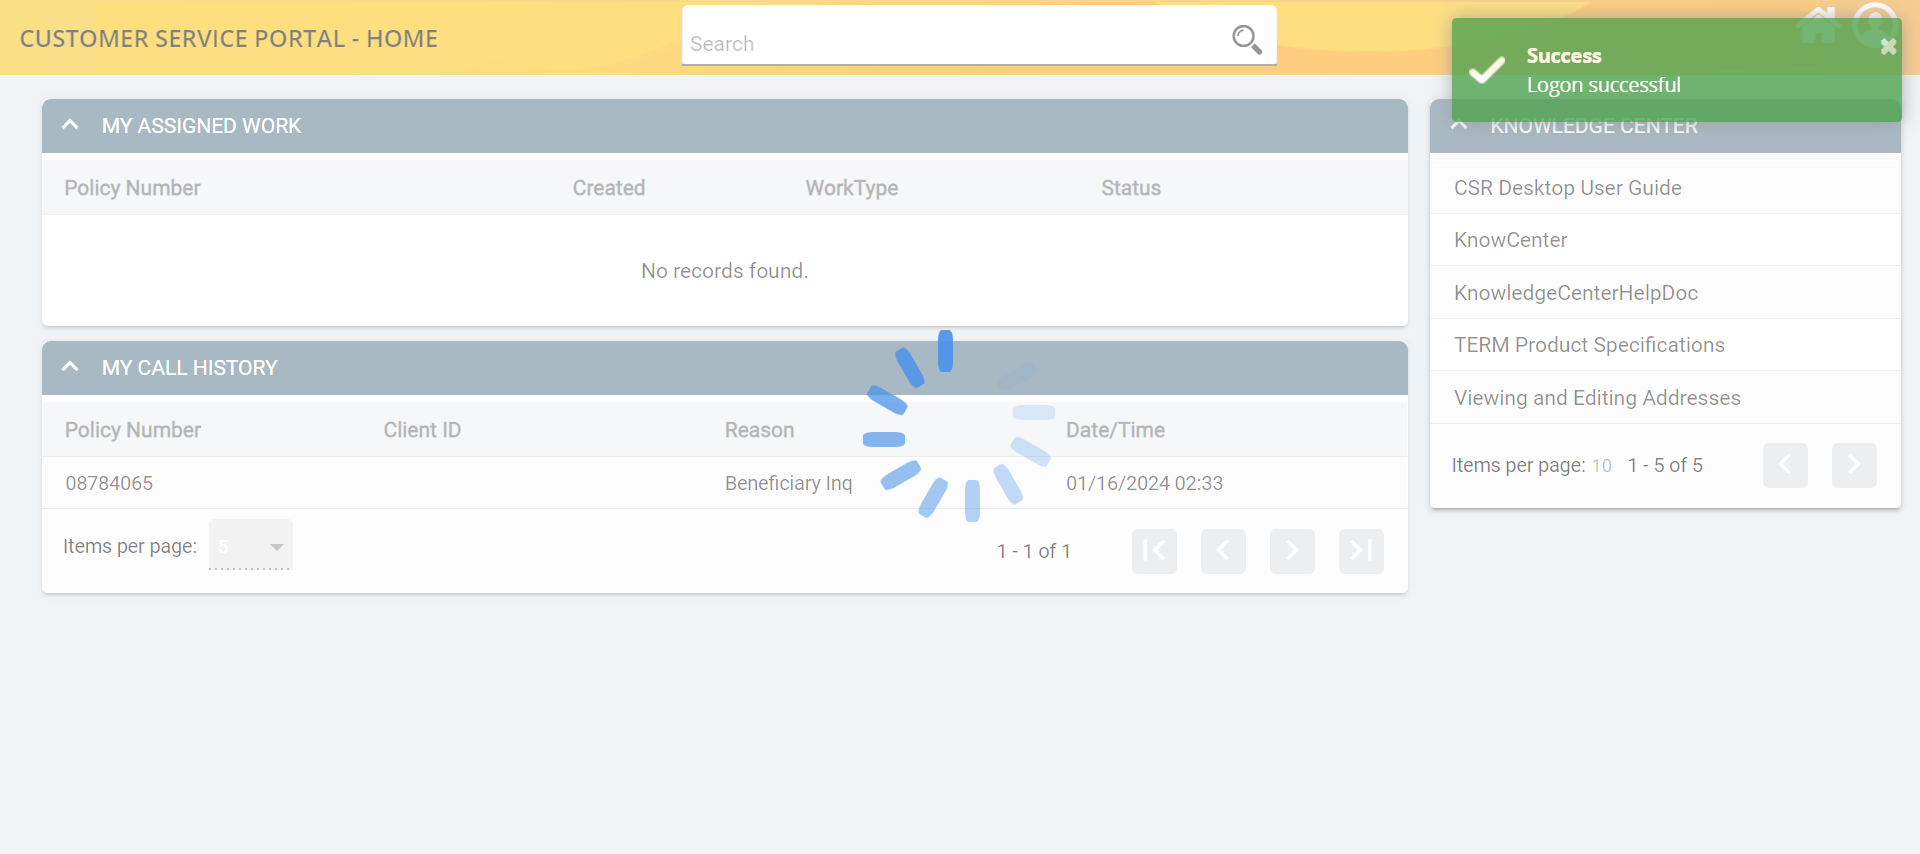 CUSTOMER SERVICE PORTAL - HOME
Search
Success
Logon successful
MY ASSIGNED WORK
Policy Number Created WorkType Status
No records found.
MY CALL HISTORY
Policy Number Client ID Reason Date/Time
08784065 Beneficiary Inq 01/16/2024 02:33
Items per page: 5 1 - 1 of 1
KNOWLEDGE CENTER
CSR Desktop User Guide
KnowCenter
KnowledgeCenterHelpDoc
TERM Product Specifications
Viewing and Editing Addresses
Items per page: 10 1 - 5 of 5